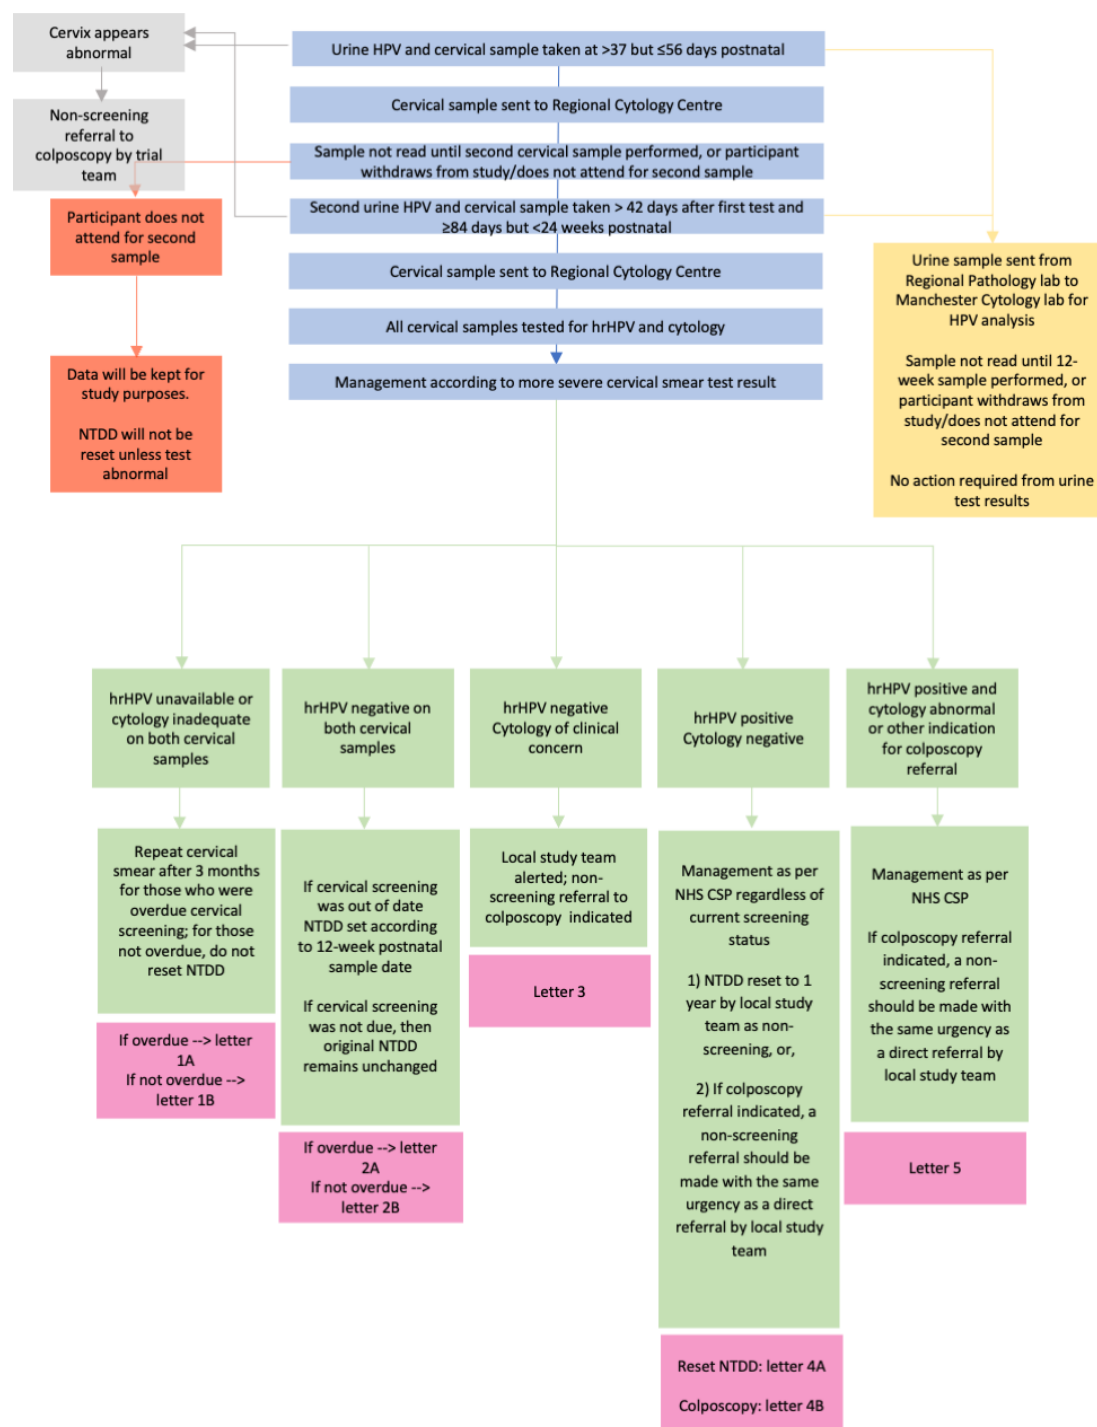 Cervix appears
abnormal
Non-screening
referral to
colposcopy by trial
team
Urine HPV and cervical sample taken at >37 but ≤56 days postnatal
Cervical sample sent to Regional Cytology Centre
Sample not read until second cervical sample performed, or participant
withdraws from study/does not attend for second sample
Second urine HPV and cervical sample taken > 42 days after first test and
≥84 days but <24 weeks postnatal
Cervical sample sent to Regional Cytology Centre
All cervical samples tested for hrHPV and cytology
Management according to more severe cervical smear test result
Participant does not
attend for second
sample
Data will be kept for
study purposes.
NTDD will not be
reset unless test
abnormal
Urine sample sent from
Regional Pathology lab to
Manchester Cytology lab for
HPV analysis
Sample not read until 12-
week sample performed, or
participant withdraws from
study/does not attend for
second sample
No action required from urine
test results
hrHPV unavailable or
cytology inadequate
on both cervical
samples
Repeat cervical
smear after 3 months
for those who were
overdue cervical
screening; for those
not overdue, do not
reset NTDD
If overdue --> letter
1A
If not overdue -->
letter 1B
hrHPV negative on
both cervical
samples
If cervical screening
was out of date
NTDD set according
to 12-week postnatal
sample date
If cervical screening
was not due, then
original NTDD
remains unchanged
If overdue --> letter
2A
If not overdue -->
letter 2B
hrHPV negative
Cytology of clinical
concern
Local study team
alerted; non-
screening referral to
colposcopy indicated
Letter 3
hrHPV positive
Cytology negative
Management as per
NHS CSP regardless of
current screening
status
1) NTDD reset to 1
year by local study
team as non-
screening, or,
2) If colposcopy
referral indicated, a
non-screening
referral should be
made with the same
urgency as a direct
referral by local study
team
Reset NTDD: letter 4A
Colposcopy: letter 4B
hrHPV positive and
cytology abnormal
or other indication
for colposcopy
referral
Management as per
NHS CSP
If colposcopy referral
indicated, a non-
screening referral
should be made with
the same urgency as
a direct referral by
local study team
Letter 5